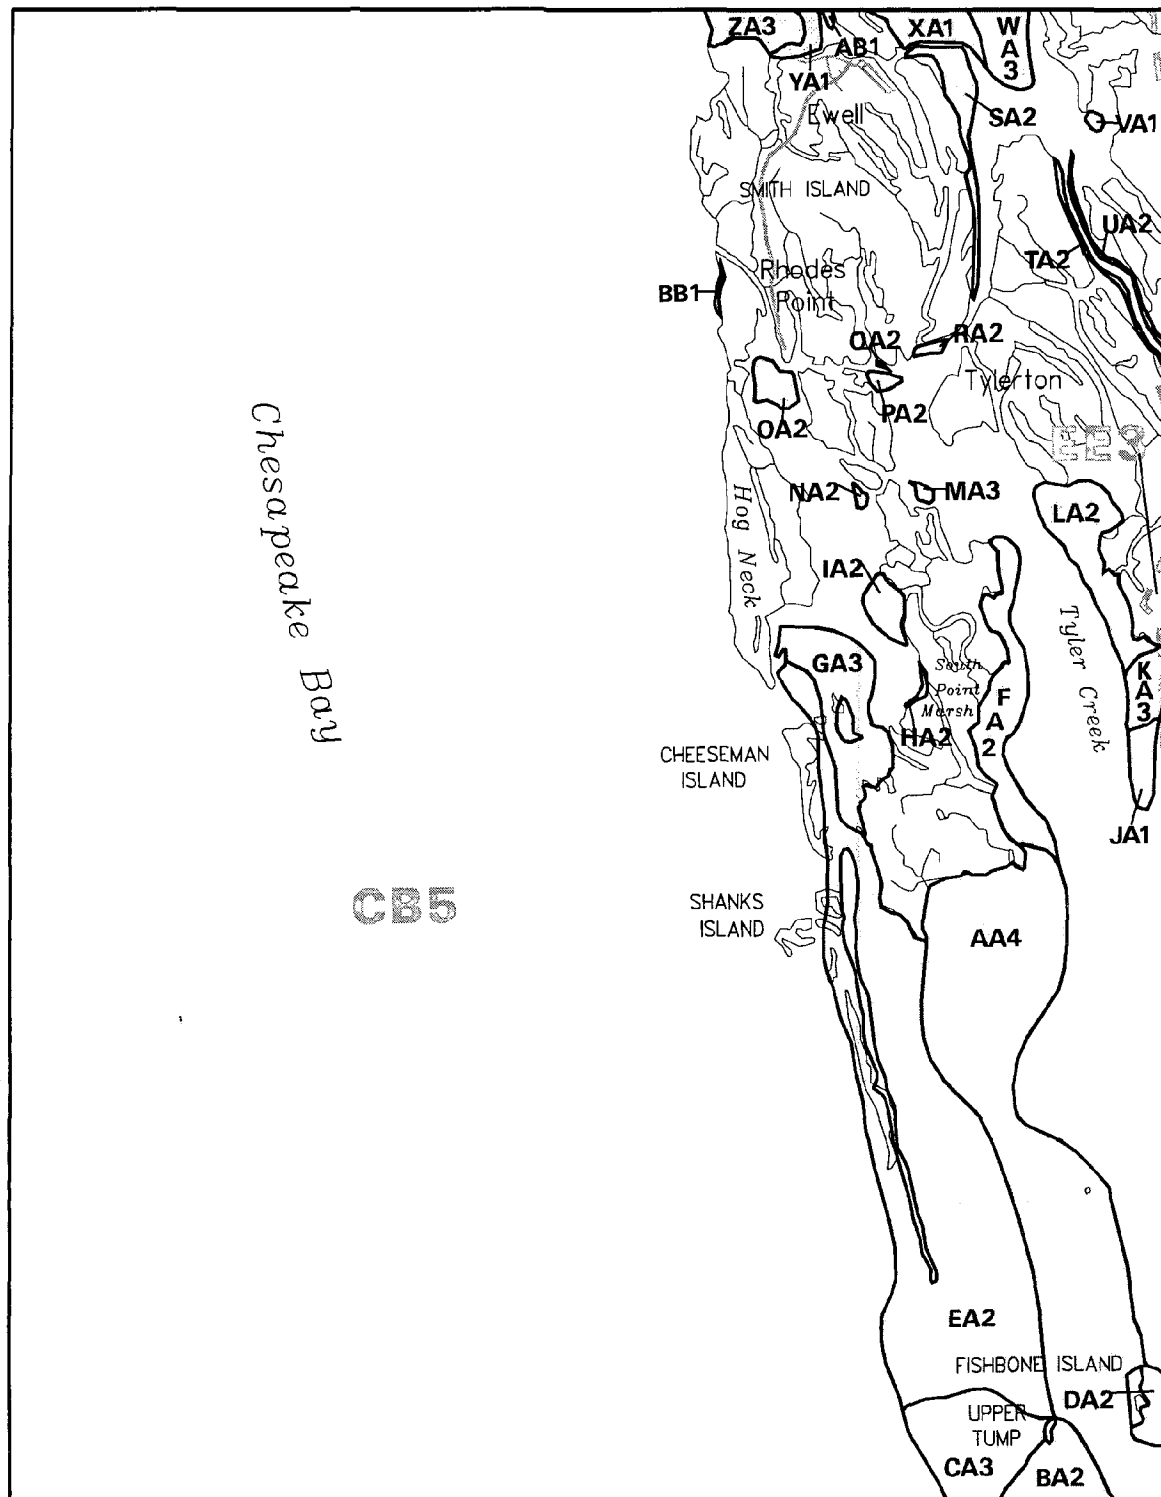 ZA3
AB1
XA1
W
A
3
YA1
Ewell
SA2
VA1
SMITH ISLAND
UA2
TA2
Rhodes
Point
BB1
QA2
RA2
Tylerton
PA2
OA2
EE3
Chesapeake Bay
Hog Neck
NA2
MA3
LA2
IA2
Tyler Creek
GA3
South
Point
Marsh
F
A
2
K
A
3
HA2
CHEESEMAN
ISLAND
JA1
CB5
SHANKS
ISLAND
AA4
EA2
FISHBONE ISLAND
DA2
UPPER
TUMP
CA3
BA2